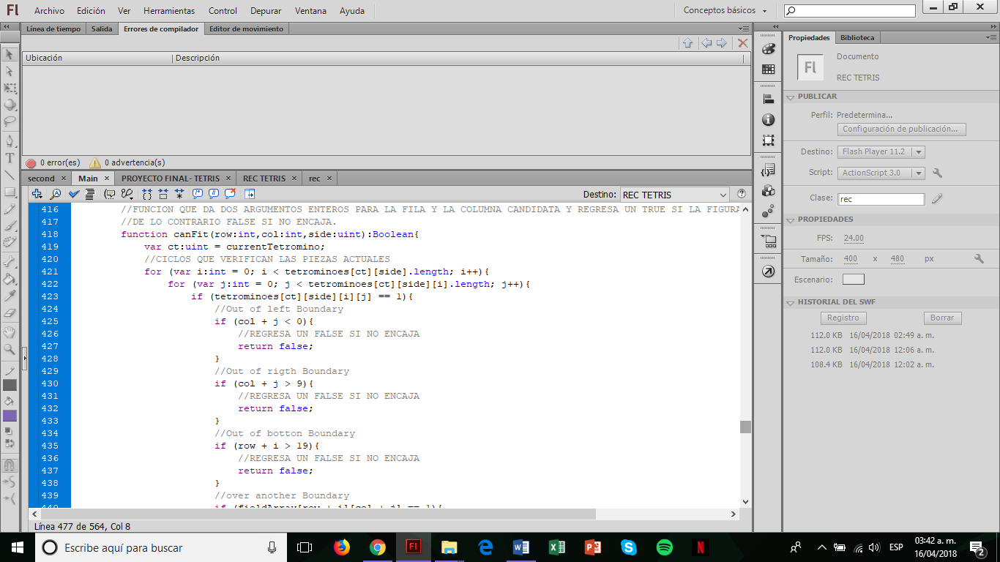 Fl Archivo Edición Ver Herramientas Control Depurar Ventana Ayuda Conceptos básicos
Línea de tiempo Salida Errores de compilador Editor de movimiento
Ubicación Descripción
0 error(es) 0 advertencia(s)
second Main PROYECTO FINAL- TETRIS REC TETRIS rec
Destino: REC TETRIS
416 //FUNCION QUE DA DOS ARGUMENTOS ENTEROS PARA LA FILA Y LA COLUMNA CANDIDATA Y REGRESA UN TRUE SI LA FIGURA
417 //DE LO CONTRARIO FALSE SI NO ENCAJA.
418 function canFit(row:int,col:int,side:uint):Boolean{
419 var ct:uint = currentTetromino;
420 //CICLOS QUE VERIFICAN LAS PIEZAS ACTUALES
421 for (var i:int = 0; i < tetrominoes[ct][side].length; i++){
422 for (var j:int = 0; j < tetrominoes[ct][side][i].length; j++){
423 if (tetrominoes[ct][side][i][j] == 1){
424 //Out of left Boundary
425 if (col + j < 0){
426 //REGRESA UN FALSE SI NO ENCAJA
427 return false;
428 }
429 //Out of rigth Boundary
430 if (col + j > 9){
431 //REGRESA UN FALSE SI NO ENCAJA
432 return false;
433 }
434 //Out of botton Boundary
435 if (row + i > 19){
436 //REGRESA UN FALSE SI NO ENCAJA
437 return false;
438 }
439 //over another Boundary
440 if (fieldArray[row + i][col + j] == 1){
Línea 477 de 564, Col 8
Propiedades Biblioteca
Fl
Documento
REC TETRIS
PUBLICAR
Perfil: Predetermina...
Configuración de publicación...
Destino: Flash Player 11.2
Script: ActionScript 3.0
Clase: rec
PROPIEDADES
FPS: 24.00
Tamaño: 400 x 480 px
Escenario:
HISTORIAL DEL SWF
Registro Borrar
112.0 KB 16/04/2018 02:49 a. m.
112.0 KB 16/04/2018 12:06 a. m.
108.4 KB 16/04/2018 12:02 a. m.
Escribe aquí para buscar
ESP
03:42 a. m.
16/04/2018
2